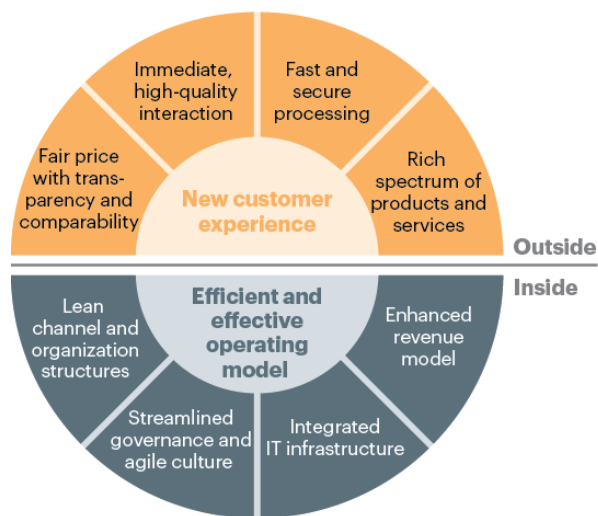 Immediate,
high-quality
interaction
Fast and
secure
processing
Fair price
with trans-
parency and
comparability
New customer
experience
Rich
spectrum of
products and
services
Outside
Inside
Lean
channel and
organization
structures
Efficient and
effective
operating
model
Enhanced
revenue
model
Streamlined
governance and
agile culture
Integrated
IT infrastructure